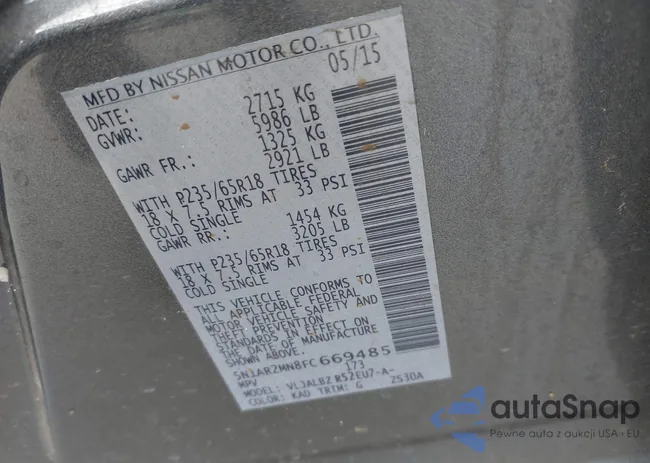 MFD BY NISSAN MOTOR CO., LTD.
DATE: 05/15
GVWR: 2715 KG
5986 LB
GAWR FR.: 1325 KG
2921 LB
WITH P235/65R18 TIRES
18 X 7.5 RIMS AT 33 PSI
COLD SINGLE
GAWR RR.: 1454 KG
3205 LB
WITH P235/65R18 TIRES
18 X 7.5 RIMS AT 33 PSI
COLD SINGLE
THIS VEHICLE CONFORMS TO
ALL APPLICABLE FEDERAL
MOTOR VEHICLE SAFETY AND
THEFT PREVENTION
STANDARDS IN EFFECT ON
THE DATE OF MANUFACTURE
SHOWN ABOVE.
5N1AR2MN8FC669485
MPV 173
MODEL: VLJALBZ R52EU7-A-
COLOR: KAD TRIM: G 2530A
autoSnap
Pewne auta z aukcji USA i EU